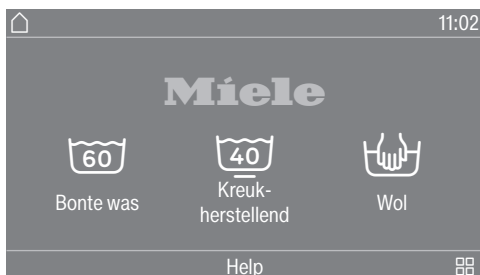 11:02
Miele
60
40
Bonte was
Kreuk-
herstellend
Wol
Help